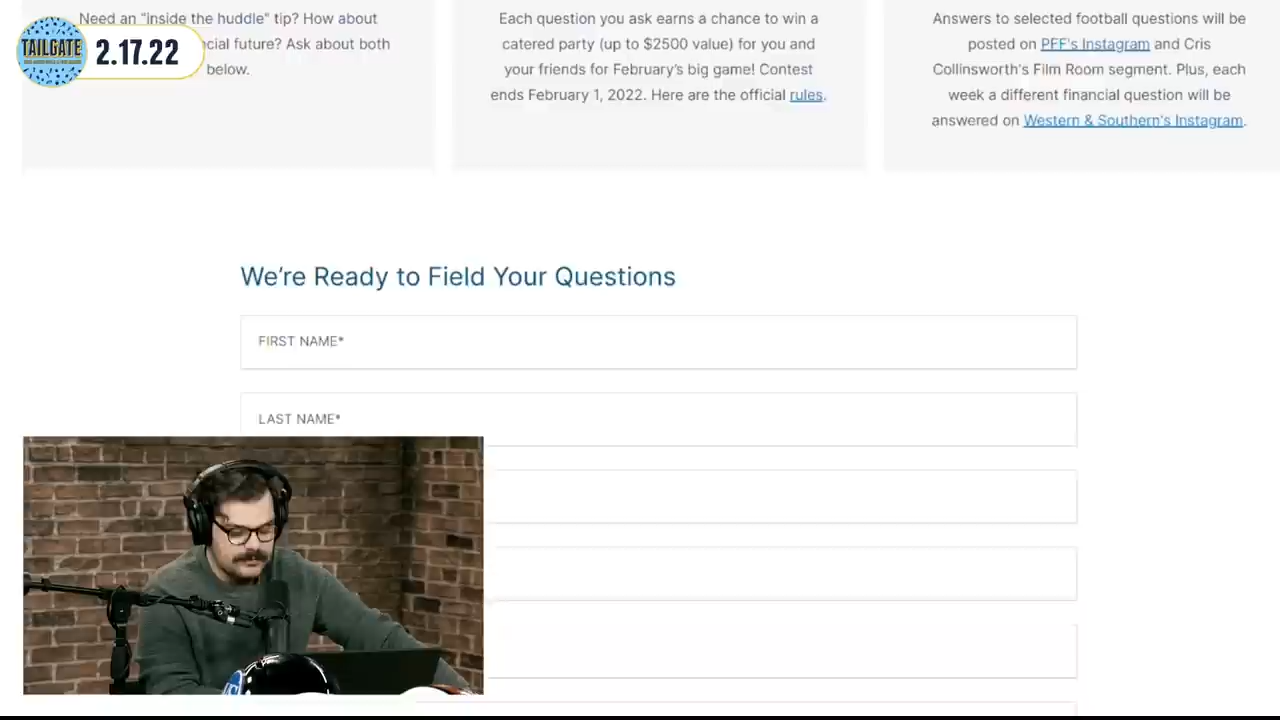 Need an "inside the huddle" tip? How about
cial future? Ask about both
below.
TAILGATE
2.17.22
Each question you ask earns a chance to win a
catered party (up to $2500 value) for you and
your friends for February's big game! Contest
ends February 1, 2022. Here are the official rules.
Answers to selected football questions will be
posted on PFF's Instagram and Cris
Collinsworth's Film Room segment. Plus, each
week a different financial question will be
answered on Western & Southern's Instagram.
We're Ready to Field Your Questions
FIRST NAME*
LAST NAME*